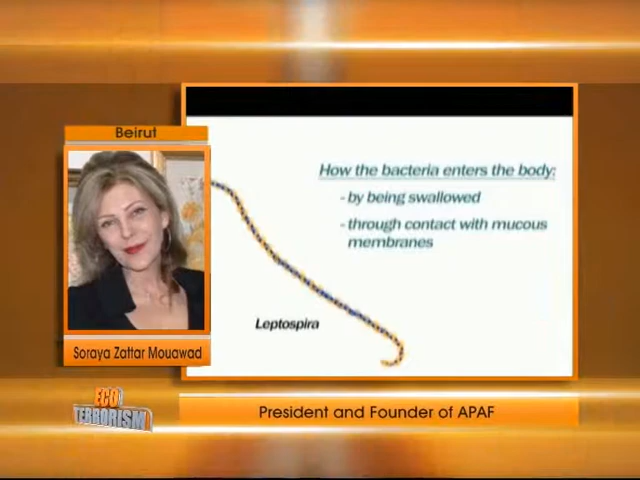 Beirut
Soraya Zattar Mouawad
How the bacteria enters the body:
- by being swallowed
- through contact with mucous
membranes
Leptospira
ECO
TERRORISM
President and Founder of APAF